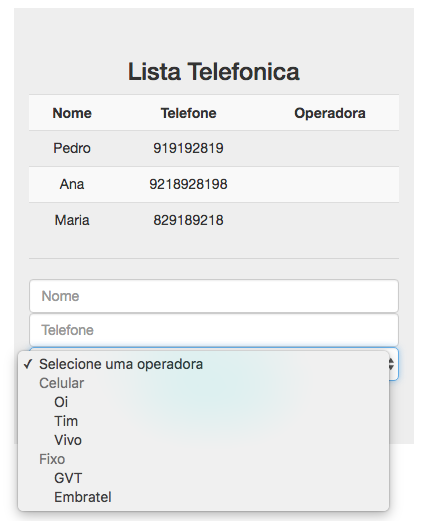 Lista Telefonica
Nome Telefone Operadora
Pedro 919192819
Ana 9218928198
Maria 829189218
Nome
Telefone
✓ Selecione uma operadora
Celular
Oi
Tim
Vivo
Fixo
GVT
Embratel